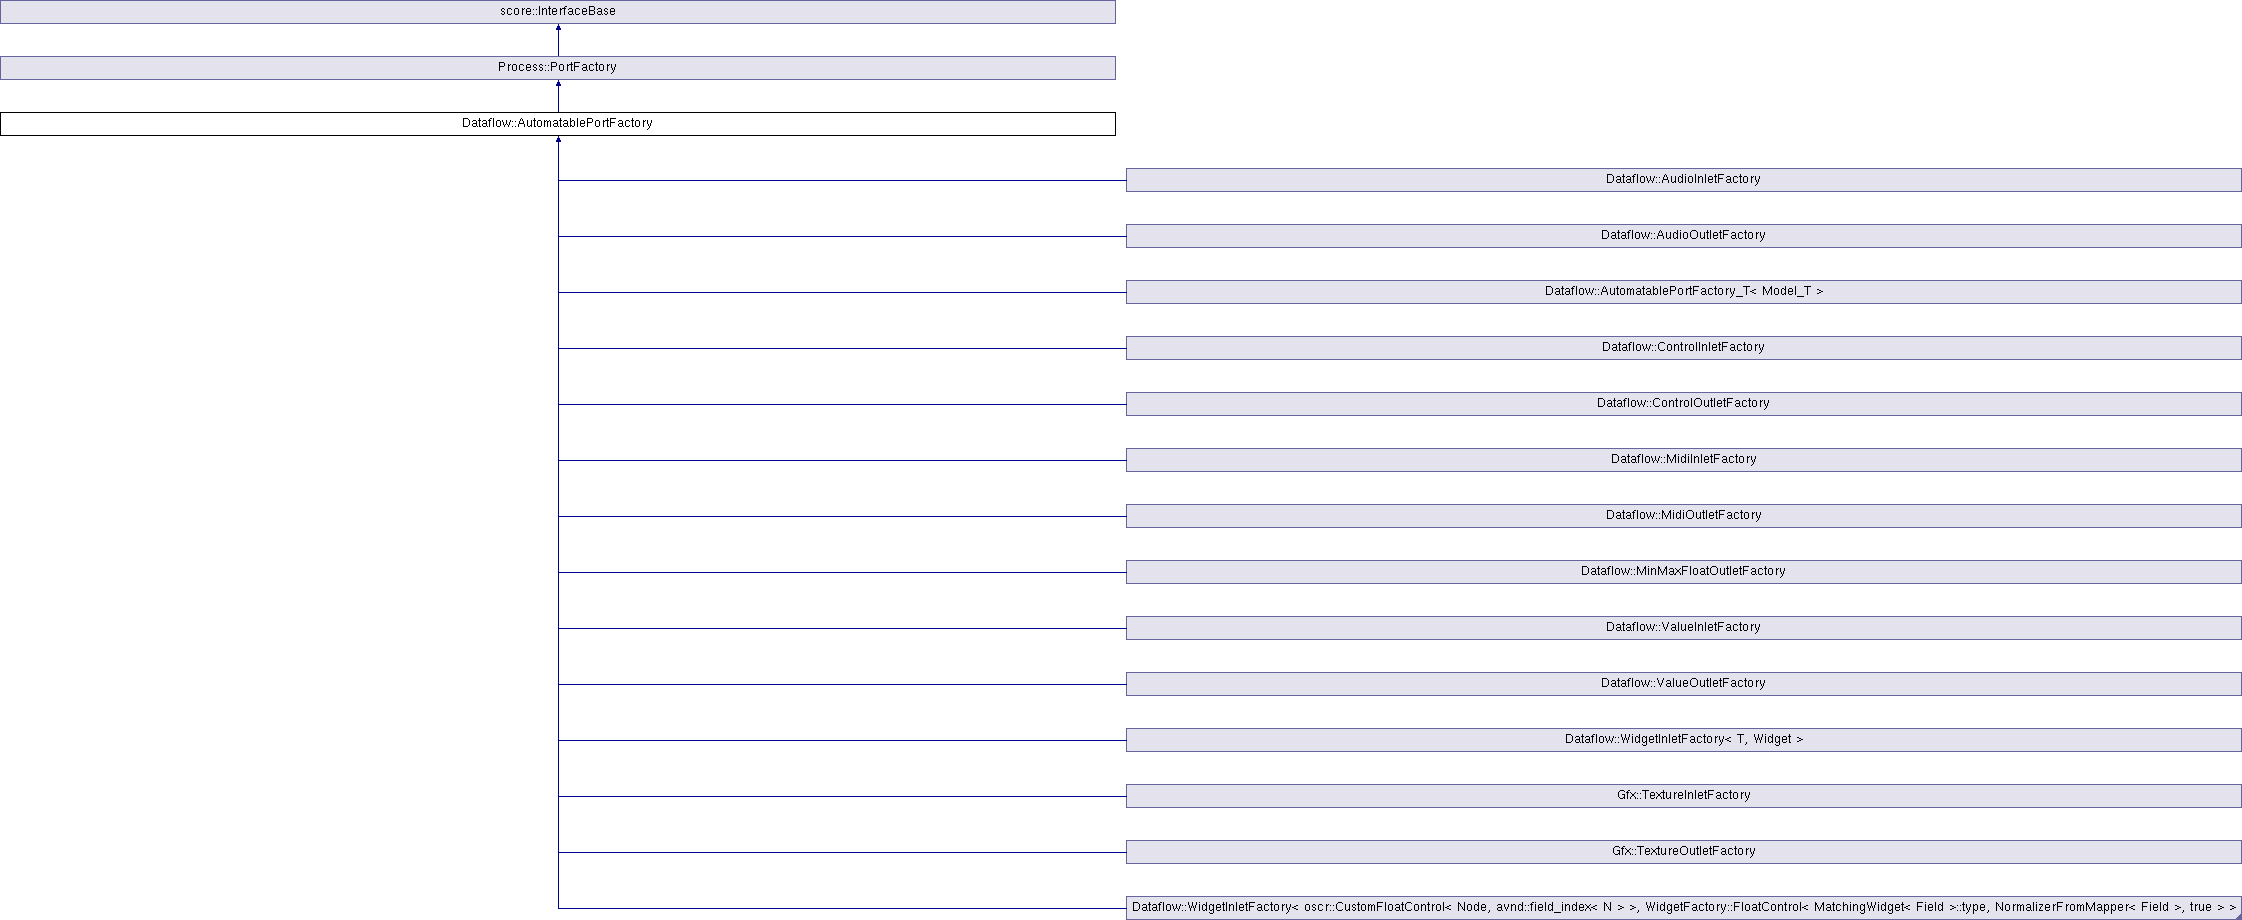 score::InterfaceBase
Process::PortFactory
Dataflow::AutomatablePortFactory
Dataflow::AudioInletFactory
Dataflow::AudioOutletFactory
Dataflow::AutomatablePortFactory_T< Model_T >
Dataflow::ControlInletFactory
Dataflow::ControlOutletFactory
Dataflow::MidiInletFactory
Dataflow::MidiOutletFactory
Dataflow::MinMaxFloatOutletFactory
Dataflow::ValueInletFactory
Dataflow::ValueOutletFactory
Dataflow::WidgetInletFactory< T, Widget >
Gfx::TextureInletFactory
Gfx::TextureOutletFactory
Dataflow::WidgetInletFactory< oscr::CustomFloatControl< Node, avnd::field_index< N > >, WidgetFactory::FloatControl< MatchingWidget< Field >::type, NormalizerFromMapper< Field >, true > >